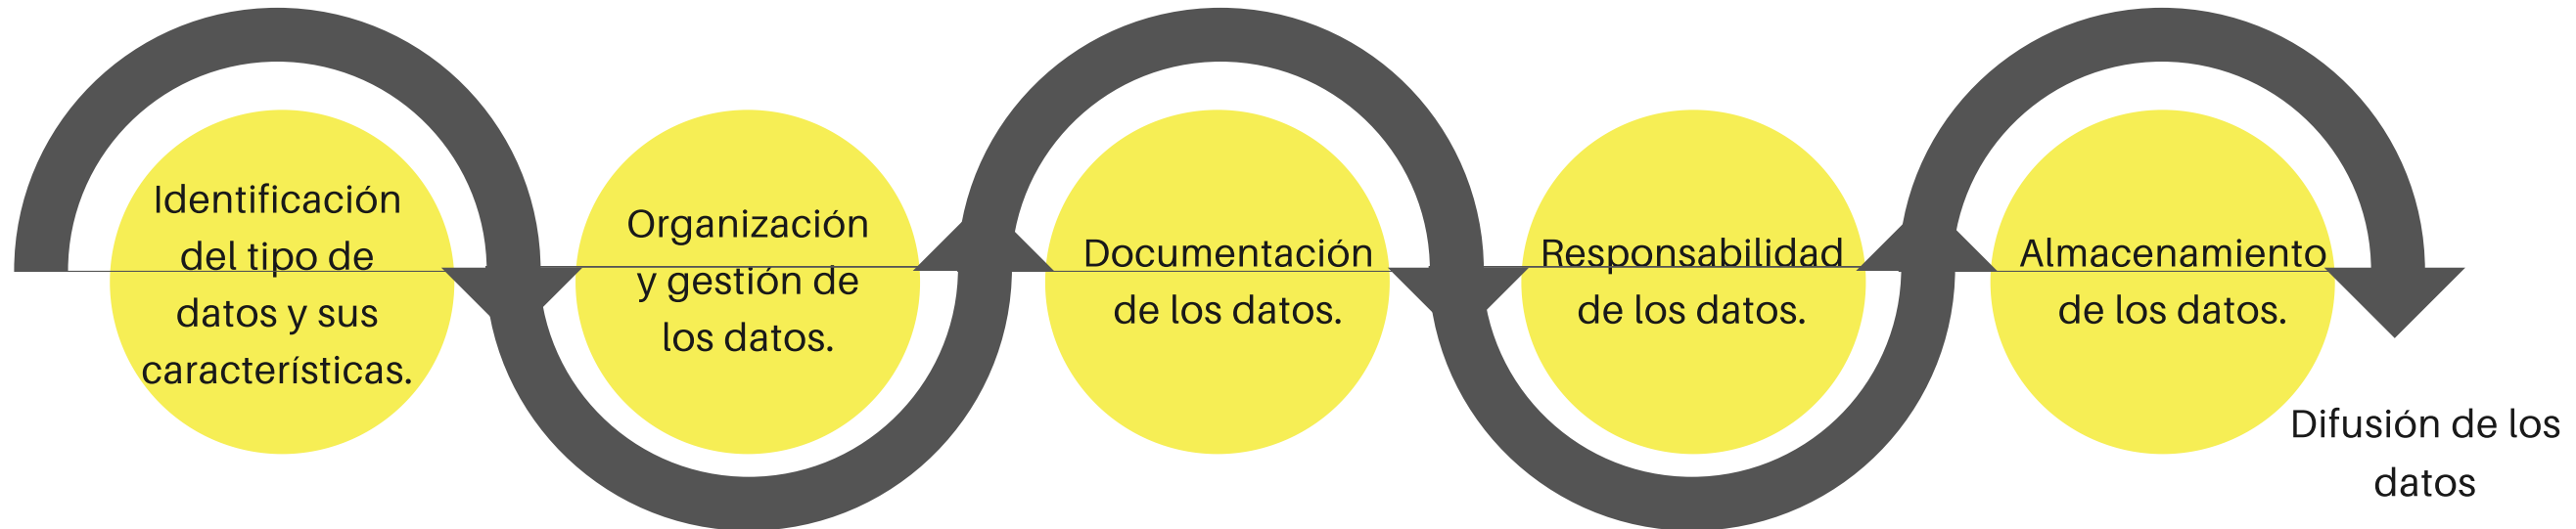 Identificación
del tipo de
datos y sus
características.
Organización
y gestión de
los datos.
Documentación
de los datos.
Responsabilidad
de los datos.
Almacenamiento
de los datos.
Difusión de los
datos